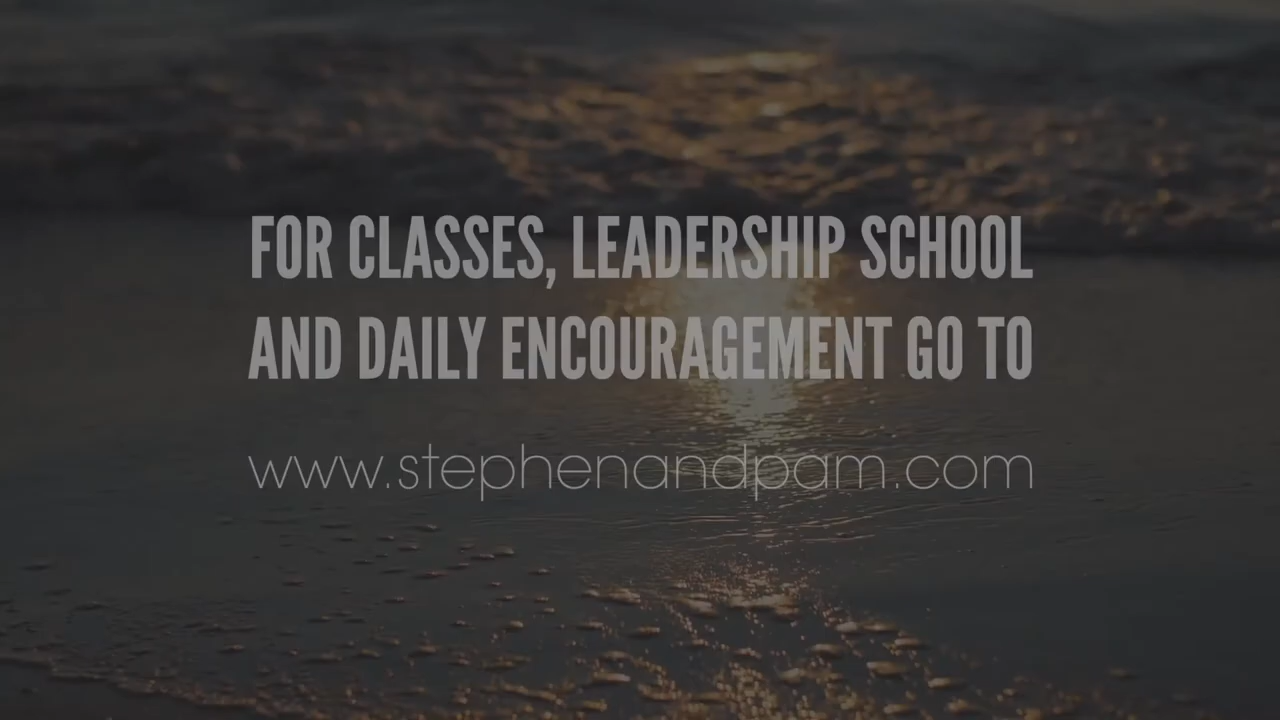 FOR CLASSES, LEADERSHIP SCHOOL
AND DAILY ENCOURAGEMENT GO TO
www.stephenandpam.com